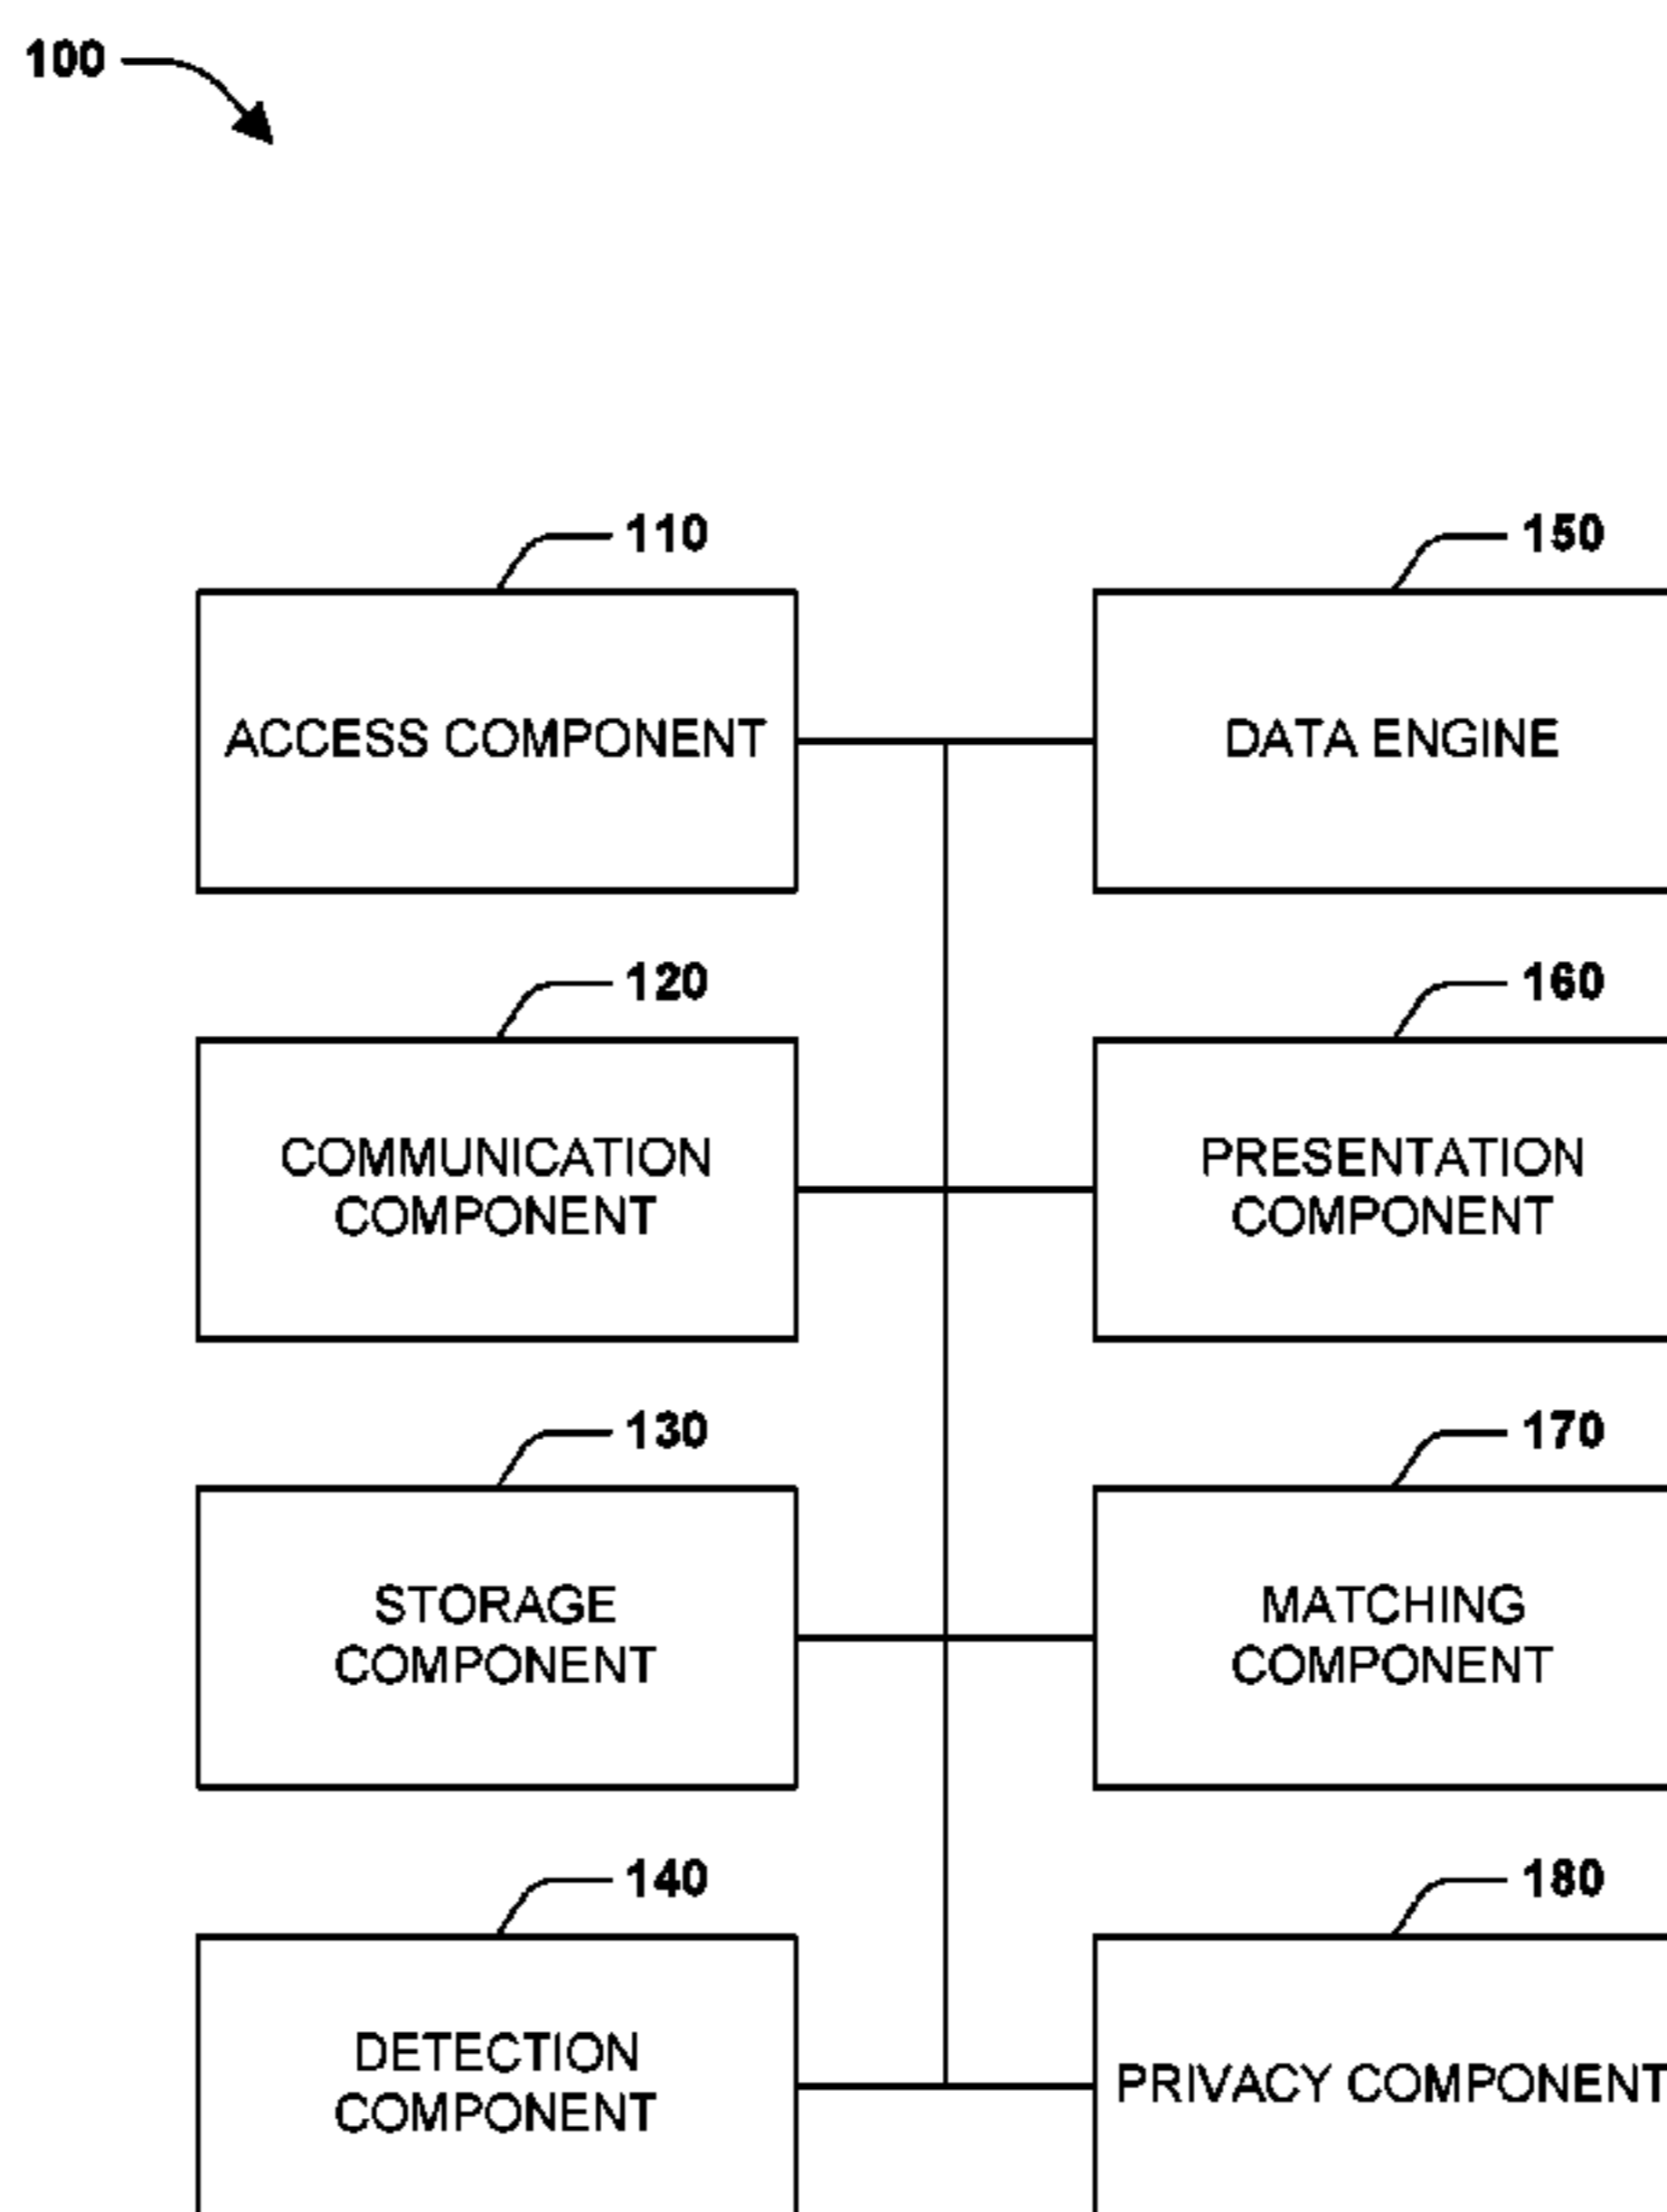 100
110
150
ACCESS COMPONENT
DATA ENGINE
120
160
COMMUNICATION
COMPONENT
PRESENTATION
COMPONENT
130
170
STORAGE
COMPONENT
MATCHING
COMPONENT
140
180
DETECTION
COMPONENT
PRIVACY COMPONENT